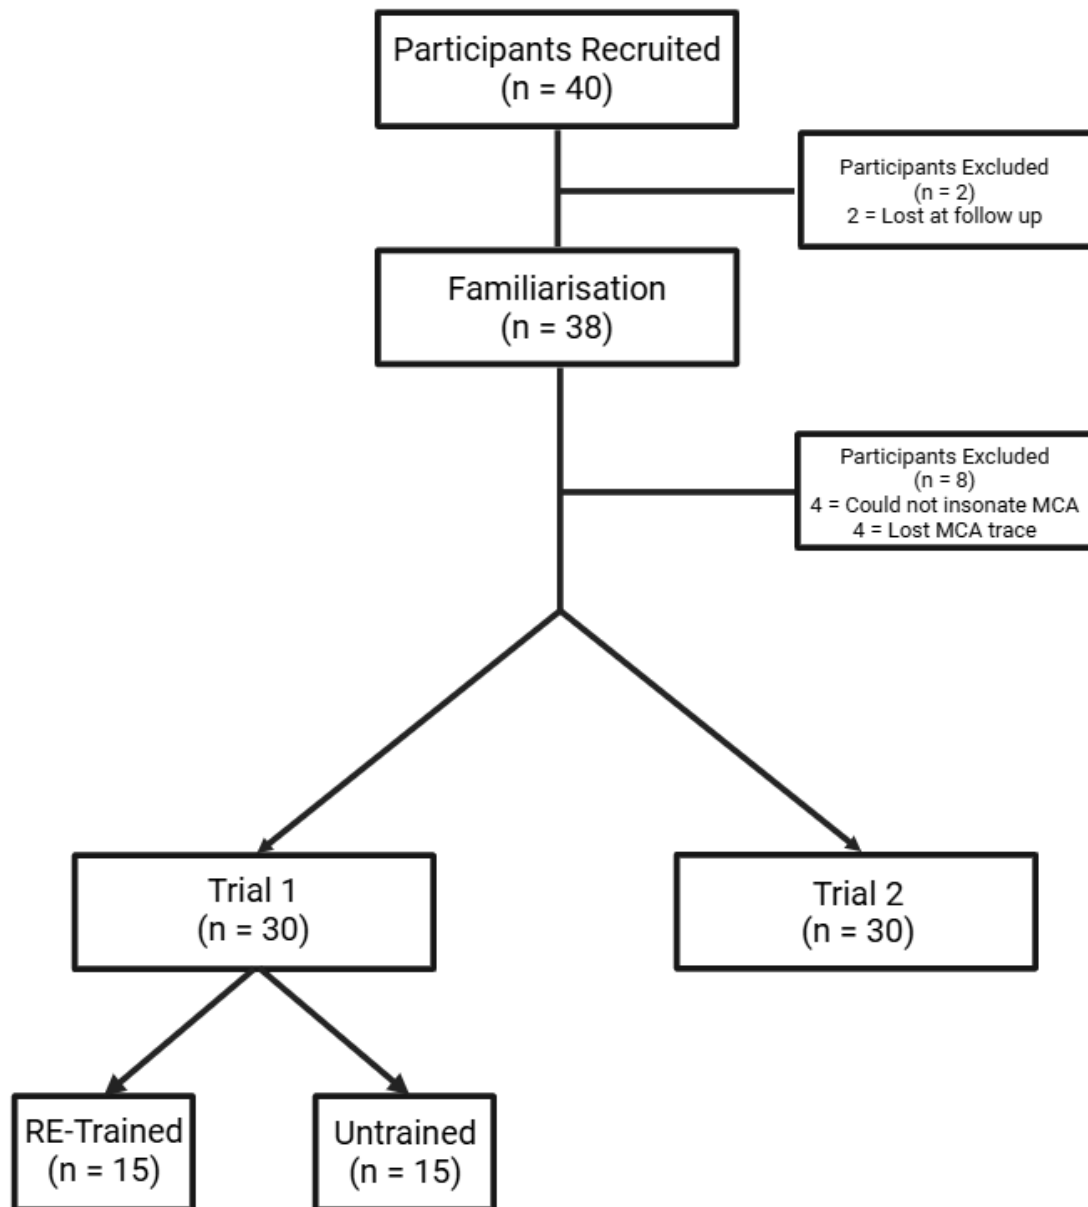 Participants Recruited
(n = 40)
Participants Excluded
(n = 2)
2 = Lost at follow up
Familiarisation
(n = 38)
Participants Excluded
(n = 8)
4 = Could not insonate MCA
4 = Lost MCA trace
Trial 1
(n = 30)
Trial 2
(n = 30)
RE-Trained
(n = 15)
Untrained
(n = 15)